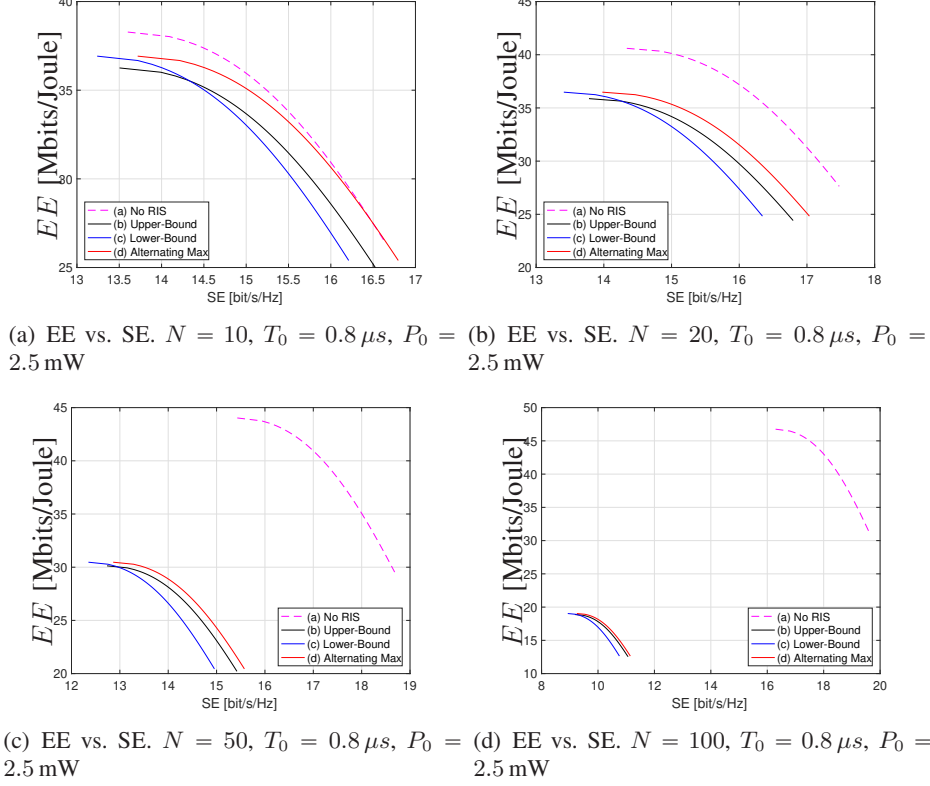 40
35
30
25
EE [Mbits/Joule]
(a) No RIS
(b) Upper-Bound
(c) Lower-Bound
(d) Alternating Max
13 13.5 14 14.5 15 15.5 16 16.5 17
SE [bit/s/Hz]
45
40
35
30
25
20
EE [Mbits/Joule]
(a) No RIS
(b) Upper-Bound
(c) Lower-Bound
(d) Alternating Max
13 14 15 16 17 18
SE [bit/s/Hz]
(a) EE vs. SE. N = 10, T₀ = 0.8 μs, P₀ =
2.5 mW
(b) EE vs. SE. N = 20, T₀ = 0.8 μs, P₀ =
2.5 mW
45
40
35
30
25
20
EE [Mbits/Joule]
(a) No RIS
(b) Upper-Bound
(c) Lower-Bound
(d) Alternating Max
12 13 14 15 16 17 18 19
SE [bit/s/Hz]
50
45
40
35
30
25
20
15
10
EE [Mbits/Joule]
(a) No RIS
(b) Upper-Bound
(c) Lower-Bound
(d) Alternating Max
8 10 12 14 16 18 20
SE [bit/s/Hz]
(c) EE vs. SE. N = 50, T₀ = 0.8 μs, P₀ =
2.5 mW
(d) EE vs. SE. N = 100, T₀ = 0.8 μs, P₀ =
2.5 mW